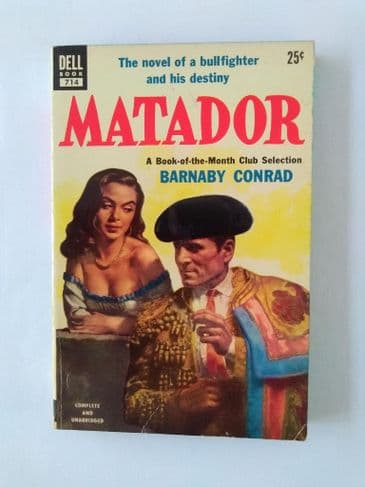 DELL
BOOK
714
The novel of a bullfighter
and his destiny
25¢
MATADOR
A Book-of-the-Month Club Selection
BARNABY CONRAD
COMPLETE
AND
UNABRIDGED